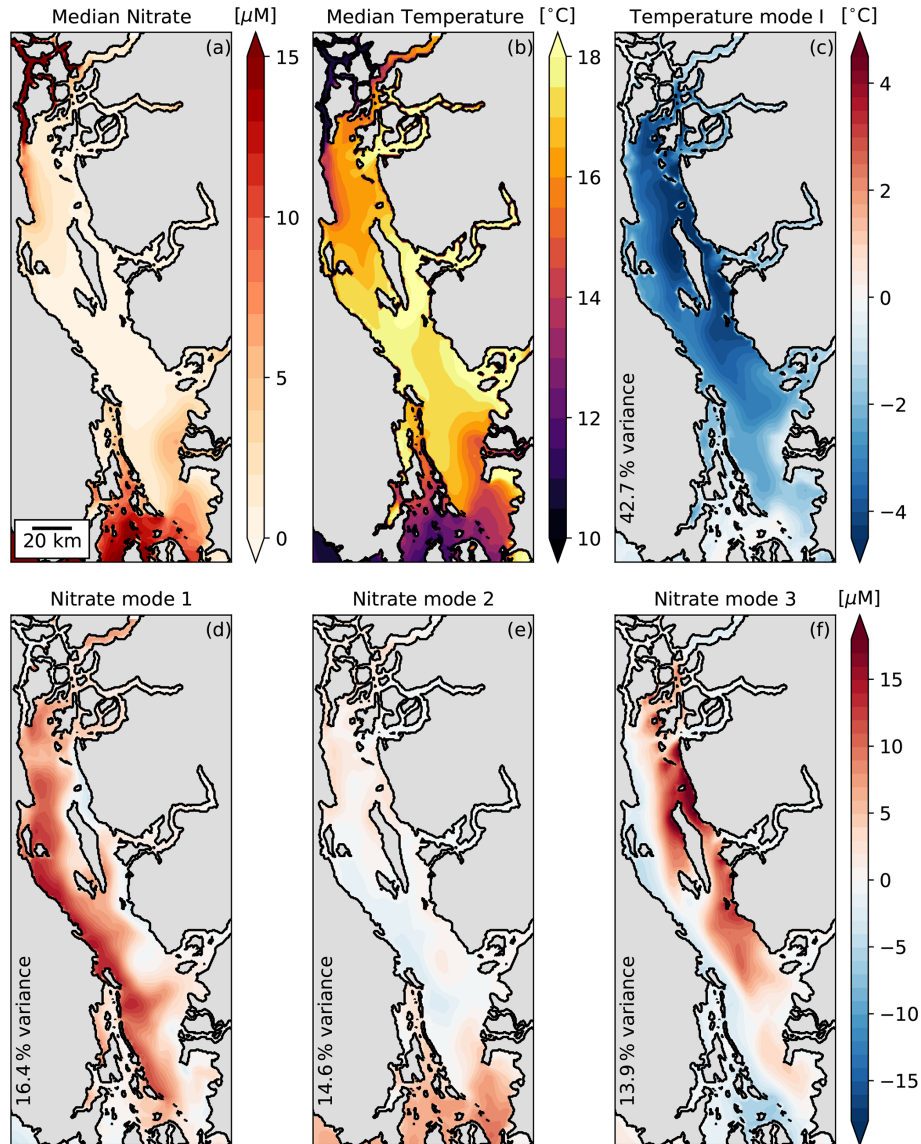 Median Nitrate [μM] Median Temperature [°C] Temperature mode I [°C]
(a) (b) (c)
15
10
5
0
18
16
14
12
10
4
2
0
−2
−4
20 km
42.7 % variance
Nitrate mode 1 Nitrate mode 2 Nitrate mode 3 [μM]
(d) (e) (f)
15
10
5
0
−5
−10
−15
16.4 % variance
14.6 % variance
13.9 % variance